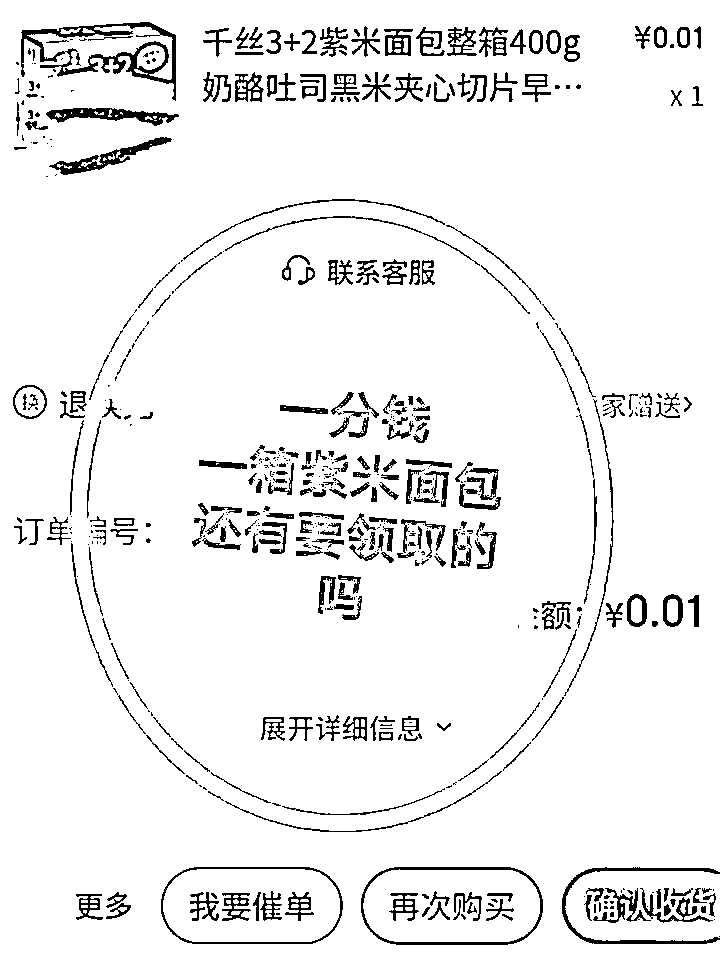 千丝3+2紫米面包整箱400g
¥0.01
奶酪吐司黑米夹心切片早…
x 1
联系客服
换 退换
家赠送>
一分钱
一箱紫米面包
还有要领取的
吗
订单编号：
金额：¥0.01
展开详细信息
更多
我要催单
再次购买
确认收货